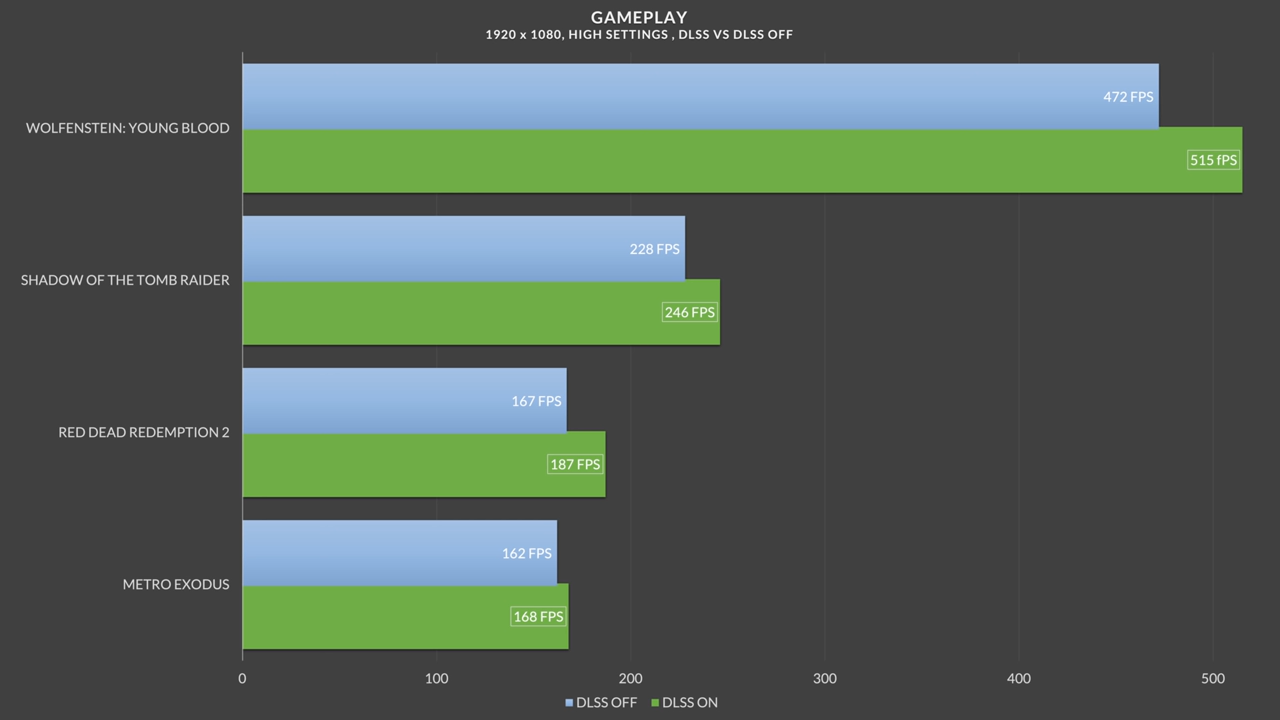 GAMEPLAY
1920 x 1080, HIGH SETTINGS , DLSS VS DLSS OFF
WOLFENSTEIN: YOUNG BLOOD
472 FPS
515 fPS
SHADOW OF THE TOMB RAIDER
228 FPS
246 FPS
RED DEAD REDEMPTION 2
167 FPS
187 FPS
METRO EXODUS
162 FPS
168 FPS
0 100 200 300 400 500
DLSS OFF DLSS ON